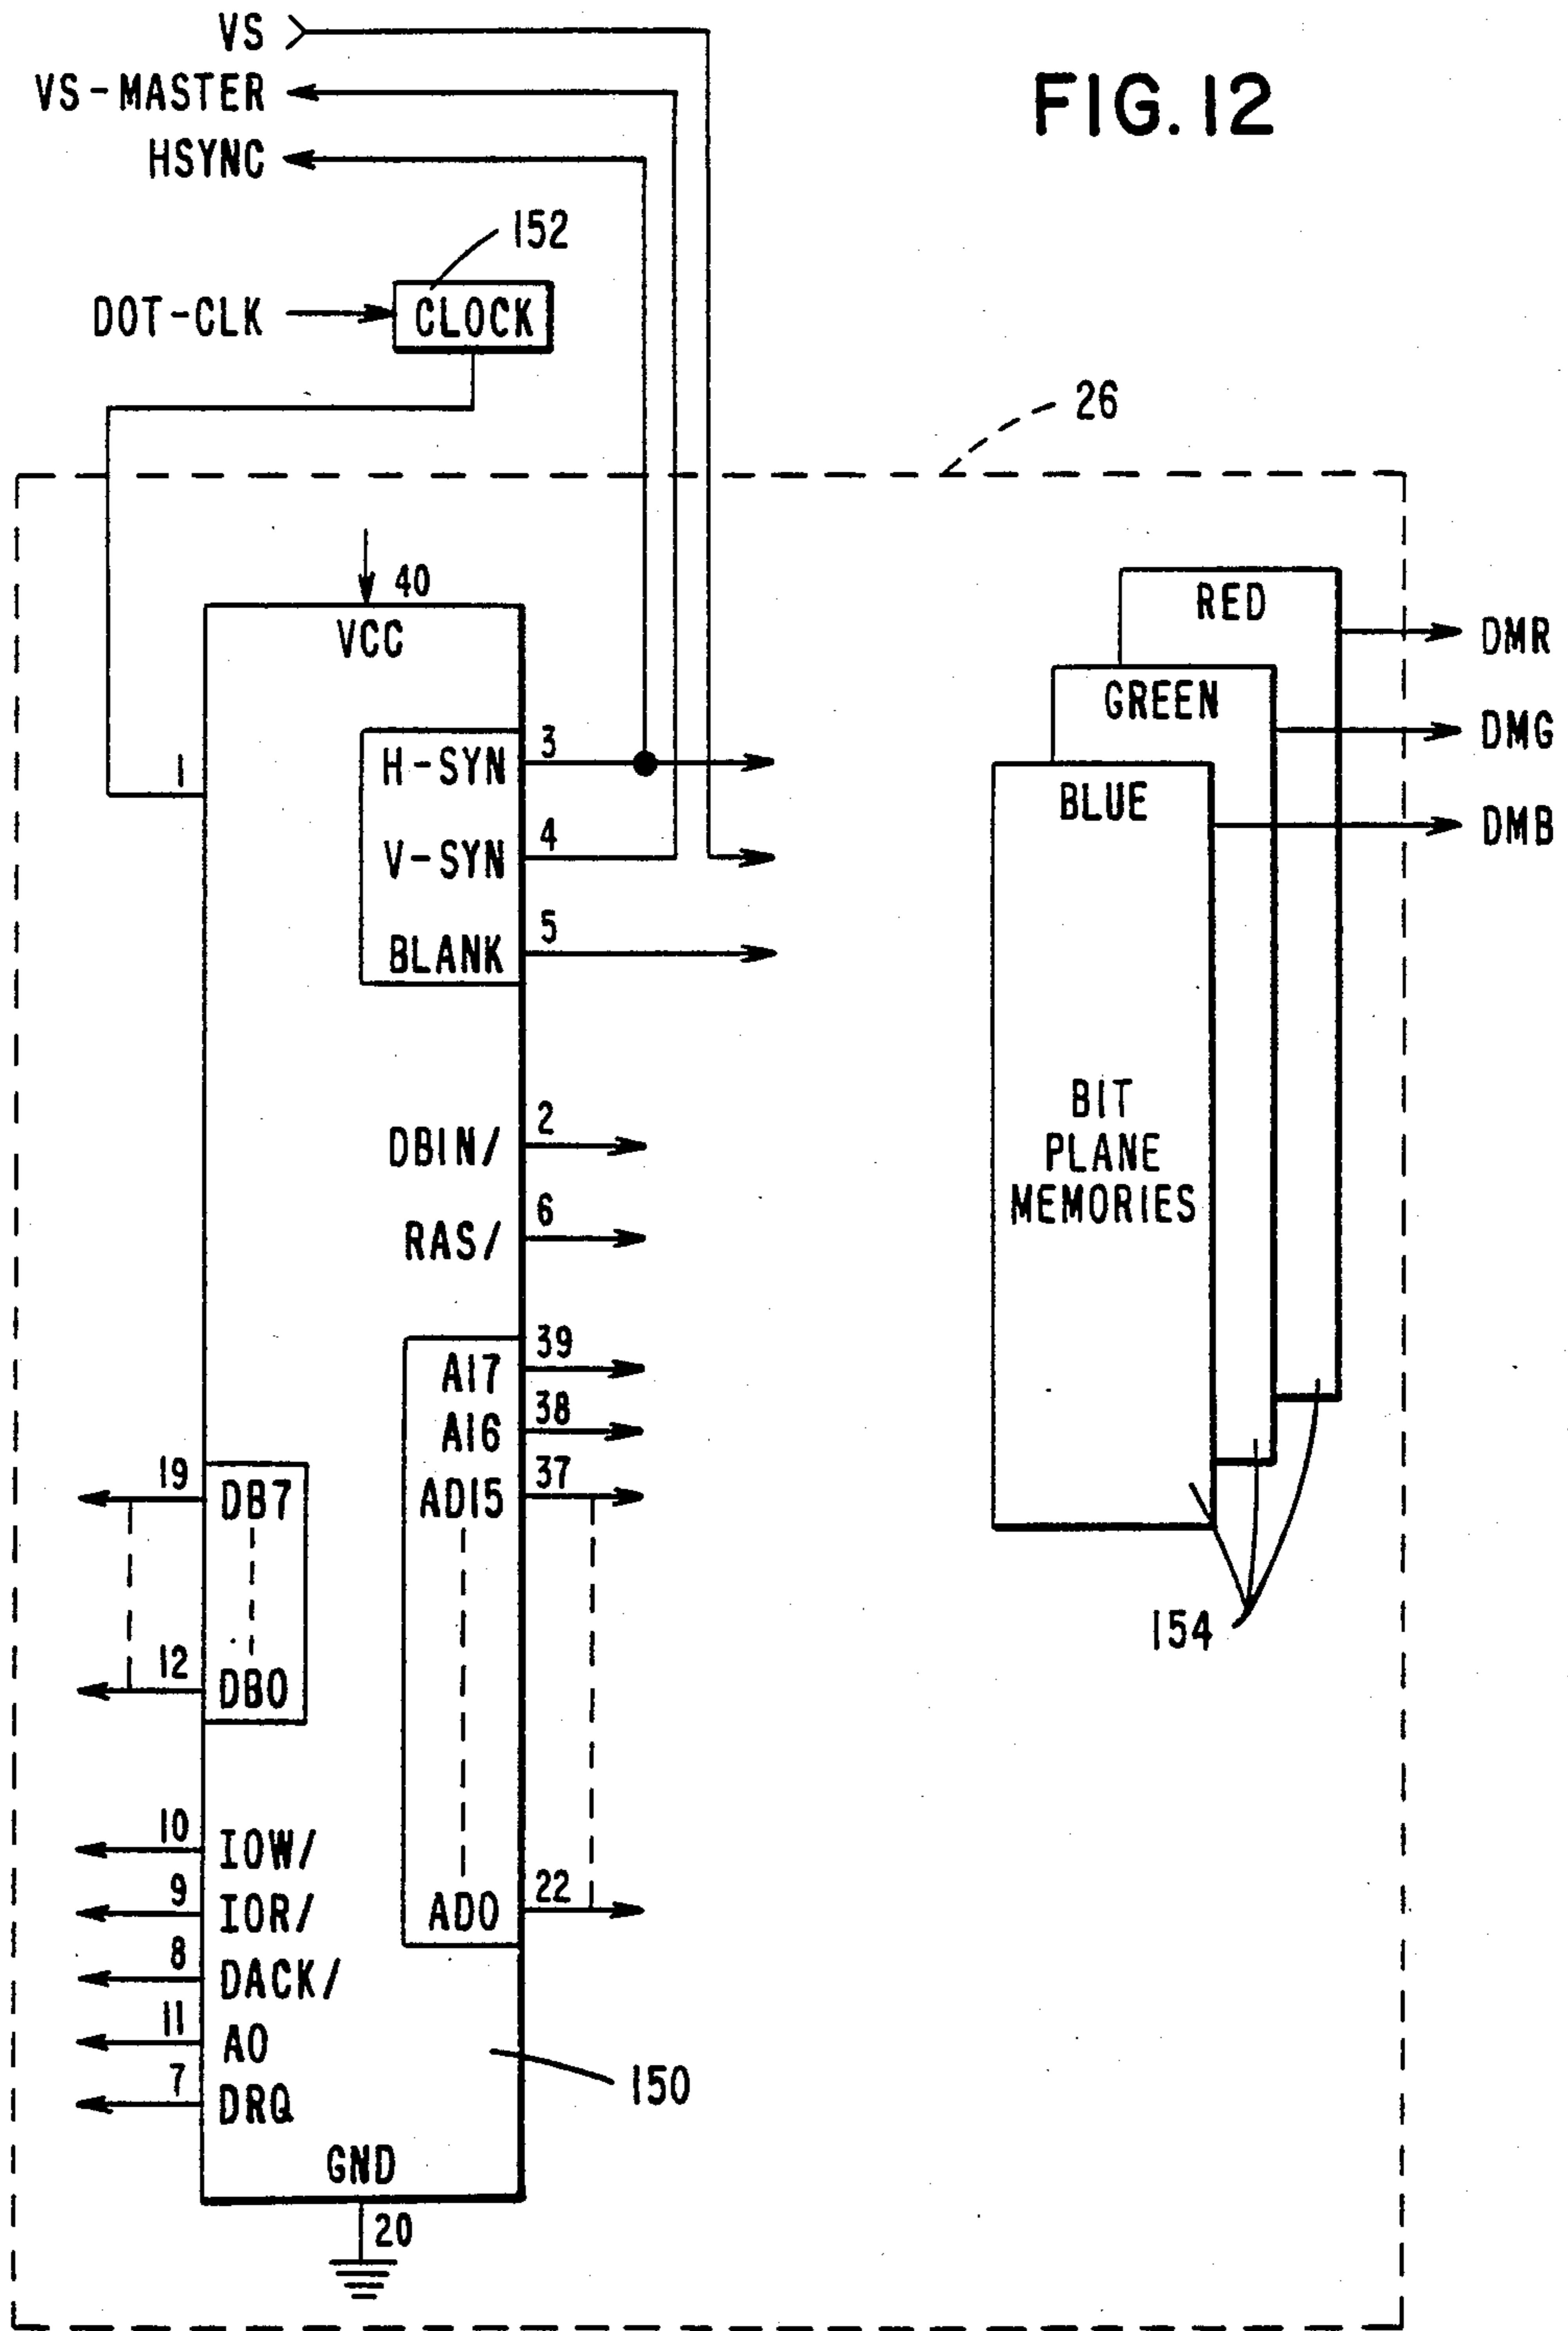 VS
VS-MASTER
HSYNC
FIG. 12
152
DOT-CLK
CLOCK
26
40
VCC
RED
DMR
GREEN
DMG
BLUE
DMB
1
H-SYN
3
V-SYN
4
BLANK
5
BIT
PLANE
MEMORIES
DBIN/
2
RAS/
6
A17
39
A16
38
AD15
37
19
DB7
12
DB0
154
10
IOW/
9
IOR/
AD0
22
8
DACK/
11
A0
7
DRQ
150
GND
20